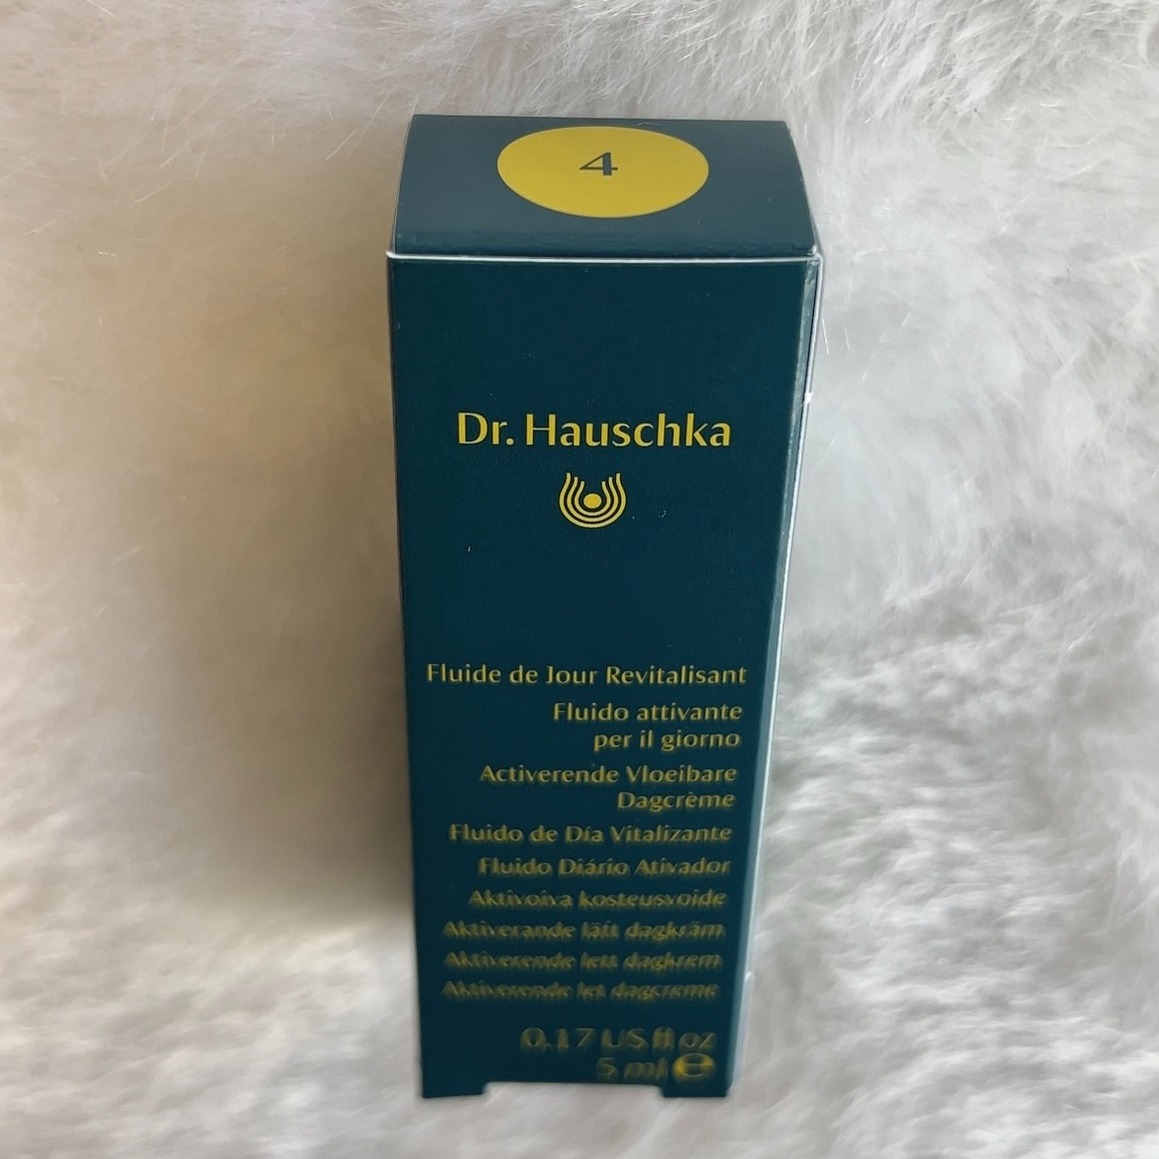 4
Dr. Hauschka
Fluide de Jour Revitalisant
Fluido attivante
per il giorno
Activerende Vloeibare
Dagcrème
Fluido de Día Vitalizante
Fluido Diário Ativador
Aktivoiva kosteusvoide
Aktiverande lätt dagkräm
Aktiverende lett dagkrem
Aktiverende let dagcreme
0.17 US fl oz
5 ml ℮